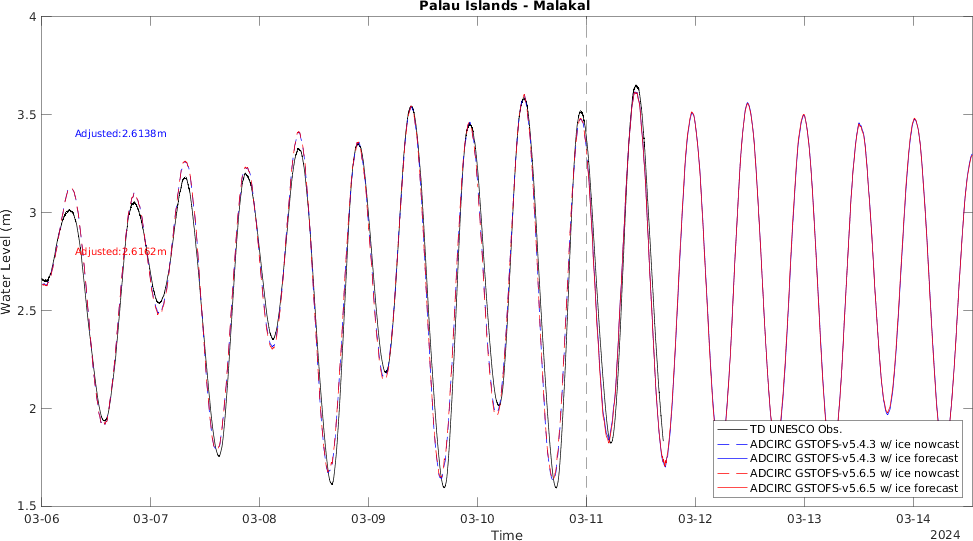 Palau Islands - Malakal
4
3.5
3
2.5
2
1.5
Water Level (m)
Adjusted:2.6138m
Adjusted:2.6162m
TD UNESCO Obs.
ADCIRC GSTOFS-v5.4.3 w/ ice nowcast
ADCIRC GSTOFS-v5.4.3 w/ ice forecast
ADCIRC GSTOFS-v5.6.5 w/ ice nowcast
ADCIRC GSTOFS-v5.6.5 w/ ice forecast
03-06 03-07 03-08 03-09 03-10 03-11 03-12 03-13 03-14
Time
2024